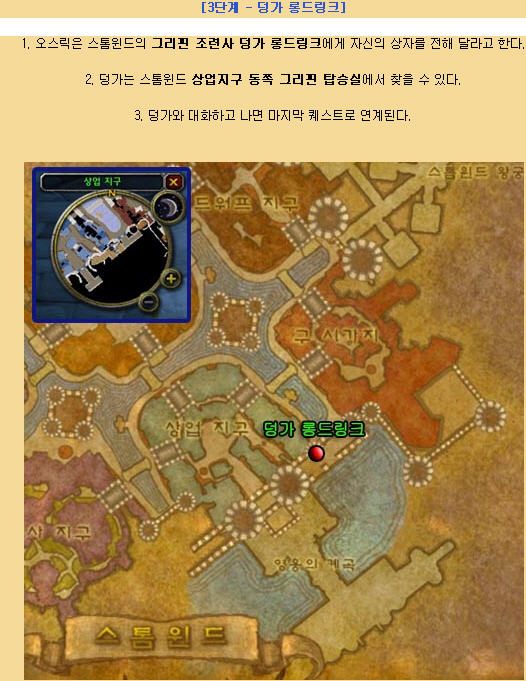 [3단계 - 덩가 롱드링크]
1. 오스릭은 스톰윈드의 그리핀 조련사 덩가 롱드링크에게 자신의 상자를 전해 달라고 한다.
2. 덩가는 스톰윈드 상업지구 동쪽 그리핀 탑승실에서 찾을 수 있다.
3. 덩가와 대화하고 나면 마지막 퀘스트로 연계된다.
상업 지구
N
스톰윈드 왕궁
드워프 지구
구 시가지
상업 지구
덩가 롱드링크
사 지구
영웅의 계곡
스톰윈드